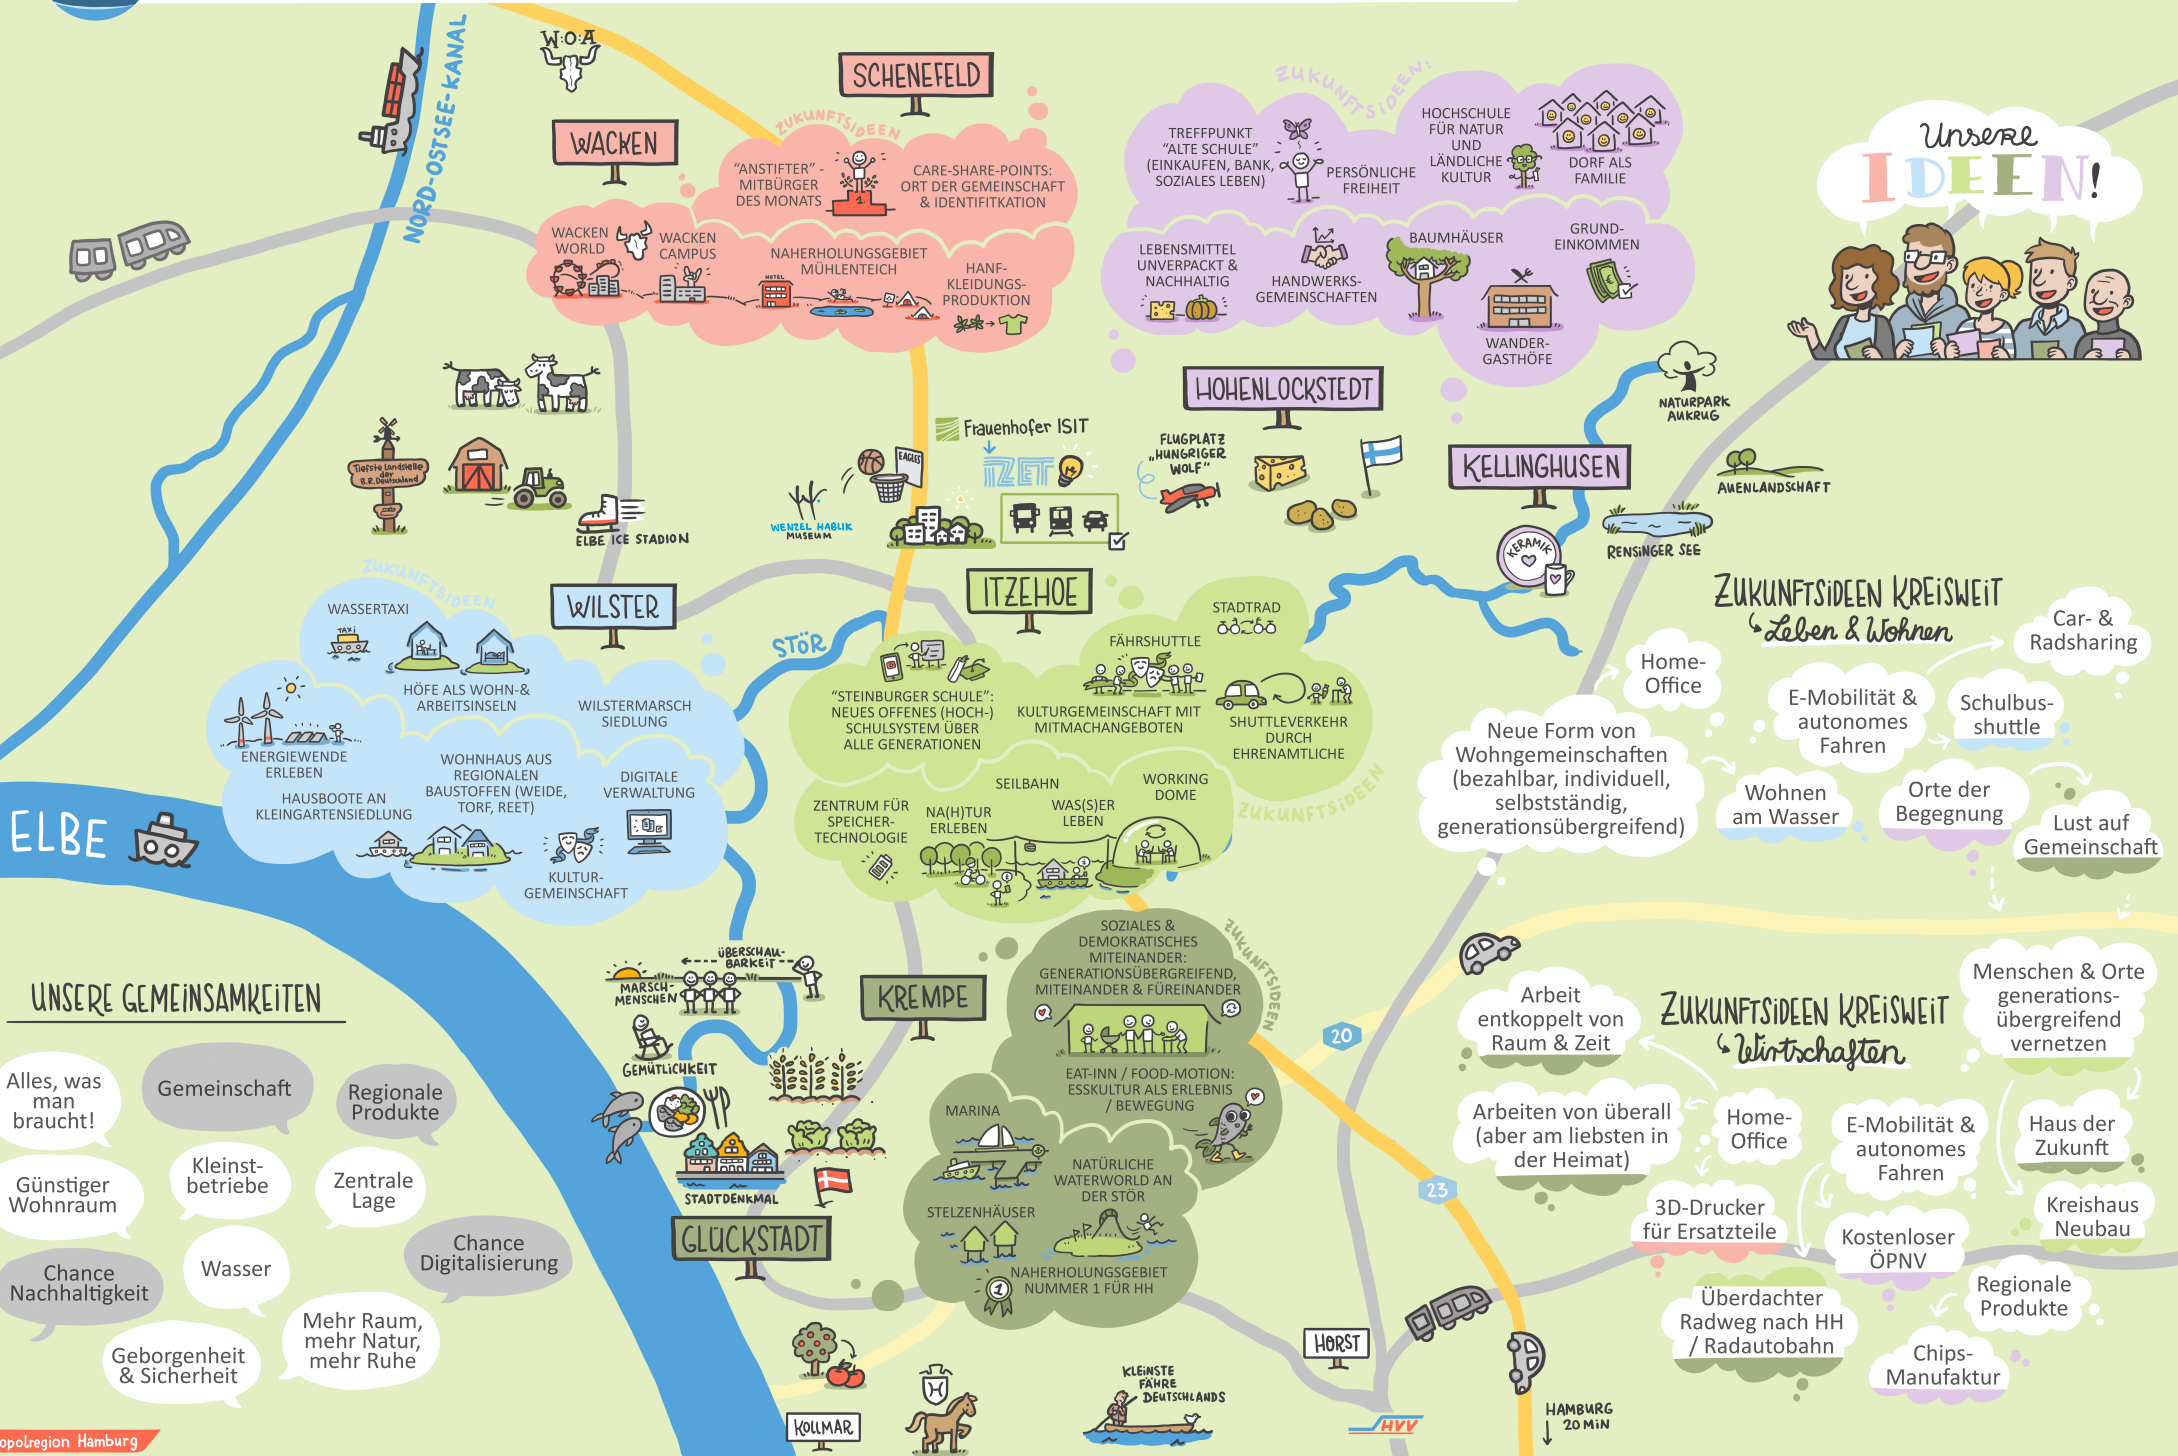 NORD-OSTSEE-KANAL
W:O:A
SCHENEFELD
WACKEN
ZUKUNFTSIDEEN
"ANSTIFTER" -
MITBÜRGER
DES MONATS
1.
CARE-SHARE-POINTS:
ORT DER GEMEINSCHAFT
& IDENTIFITKATION
WACKEN
WORLD
WACKEN
CAMPUS
NAHERHOLUNGSGEBIET
MÜHLENTEICH
HOTEL
HANF-
KLEIDUNGS-
PRODUKTION
ZUKUNFTSIDEEN:
TREFFPUNKT
"ALTE SCHULE"
(EINKAUFEN, BANK,
SOZIALES LEBEN)
PERSÖNLICHE
FREIHEIT
HOCHSCHULE
FÜR NATUR
UND
LÄNDLICHE
KULTUR
DORF ALS
FAMILIE
LEBENSMITTEL
UNVERPACKT &
NACHHALTIG
HANDWERKS-
GEMEINSCHAFTEN
BAUMHÄUSER
GRUND-
EINKOMMEN
WANDER-
GASTHÖFE
Unsere
IDEEN!
HOHENLOCKSTEDT
KELLINGHUSEN
NATURPARK
AUKRUG
AUENLANDSCHAFT
RENSINGER SEE
KERAMIK
Tiefste Landstelle
der
B.R. Deutschland
ELBE ICE STADION
WENZEL HABLIK
MUSEUM
EAGLES
Frauenhofer ISIT
IZET
FLUGPLATZ
„HUNGRIGER
WOLF"
WILSTER
ITZEHOE
STÖR
ZUKUNFTSIDEEN
WASSERTAXI
TAXI
HÖFE ALS WOHN-&
ARBEITSINSELN
WILSTERMARSCH
SIEDLUNG
ENERGIEWENDE
ERLEBEN
HAUSBOOTE AN
KLEINGARTENSIEDLUNG
WOHNHAUS AUS
REGIONALEN
BAUSTOFFEN (WEIDE,
TORF, REET)
DIGITALE
VERWALTUNG
KULTUR-
GEMEINSCHAFT
STADTRAD
FÄHRSHUTTLE
"STEINBURGER SCHULE":
NEUES OFFENES (HOCH-)
SCHULSYSTEM ÜBER
ALLE GENERATIONEN
KULTURGEMEINSCHAFT MIT
MITMACHANGEBOTEN
SHUTTLEVERKEHR
DURCH
EHRENAMTLICHE
ZUKUNFTSIDEEN
ZENTRUM FÜR
SPEICHER-
TECHNOLOGIE
NA(H)TUR
ERLEBEN
SEILBAHN
WAS(S)ER
LEBEN
WORKING
DOME
ZUKUNFTSIDEEN KREISWEIT
Leben & Wohnen
Car- &
Radsharing
Home-
Office
E-Mobilität &
autonomes
Fahren
Schulbus-
shuttle
Neue Form von
Wohngemeinschaften
(bezahlbar, individuell,
selbstständig,
generationsübergreifend)
Wohnen
am Wasser
Orte der
Begegnung
Lust auf
Gemeinschaft
ELBE
UNSERE GEMEINSAMKEITEN
Alles, was
man
braucht!
Gemeinschaft
Regionale
Produkte
Günstiger
Wohnraum
Kleinst-
betriebe
Zentrale
Lage
Chance
Nachhaltigkeit
Wasser
Chance
Digitalisierung
Geborgenheit
& Sicherheit
Mehr Raum,
mehr Natur,
mehr Ruhe
opolregion Hamburg
ÜBERSCHAU-
BARKEIT
MARSCH-
MENSCHEN
GEMÜTLICHKEIT
STADTDENKMAL
KREMPE
GLÜCKSTADT
ZUKUNFTSIDEEN
SOZIALES &
DEMOKRATISCHES
MITEINANDER:
GENERATIONSÜBERGREIFEND,
MITEINANDER & FÜREINANDER
EAT-INN / FOOD-MOTION:
ESSKULTUR ALS ERLEBNIS
/ BEWEGUNG
MARINA
NATÜRLICHE
WATERWORLD AN
DER STÖR
STELZENHÄUSER
1
NAHERHOLUNGSGEBIET
NUMMER 1 FÜR HH
20
23
KOLLMAR
KLEINSTE
FÄHRE
DEUTSCHLANDS
HORST
HVV
HAMBURG
20 MIN
ZUKUNFTSIDEEN KREISWEIT
Wirtschaften
Arbeit
entkoppelt von
Raum & Zeit
Menschen & Orte
generations-
übergreifend
vernetzen
Arbeiten von überall
(aber am liebsten in
der Heimat)
Home-
Office
E-Mobilität &
autonomes
Fahren
Haus der
Zukunft
3D-Drucker
für Ersatzteile
Kostenloser
ÖPNV
Kreishaus
Neubau
Überdachter
Radweg nach HH
/ Radautobahn
Regionale
Produkte
Chips-
Manufaktur